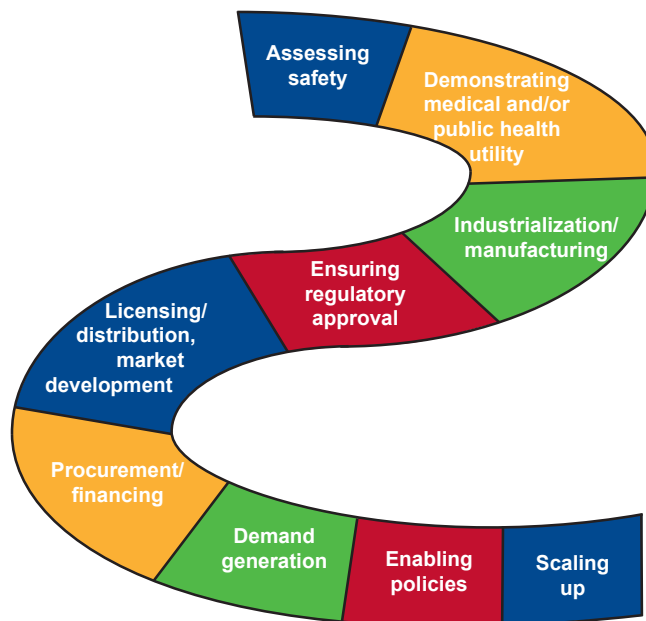 Assessing
safety
Demonstrating
medical and/or
public health
utility
Industrialization/
manufacturing
Ensuring
regulatory
approval
Licensing/
distribution,
market
development
Procurement/
financing
Demand
generation
Enabling
policies
Scaling
up